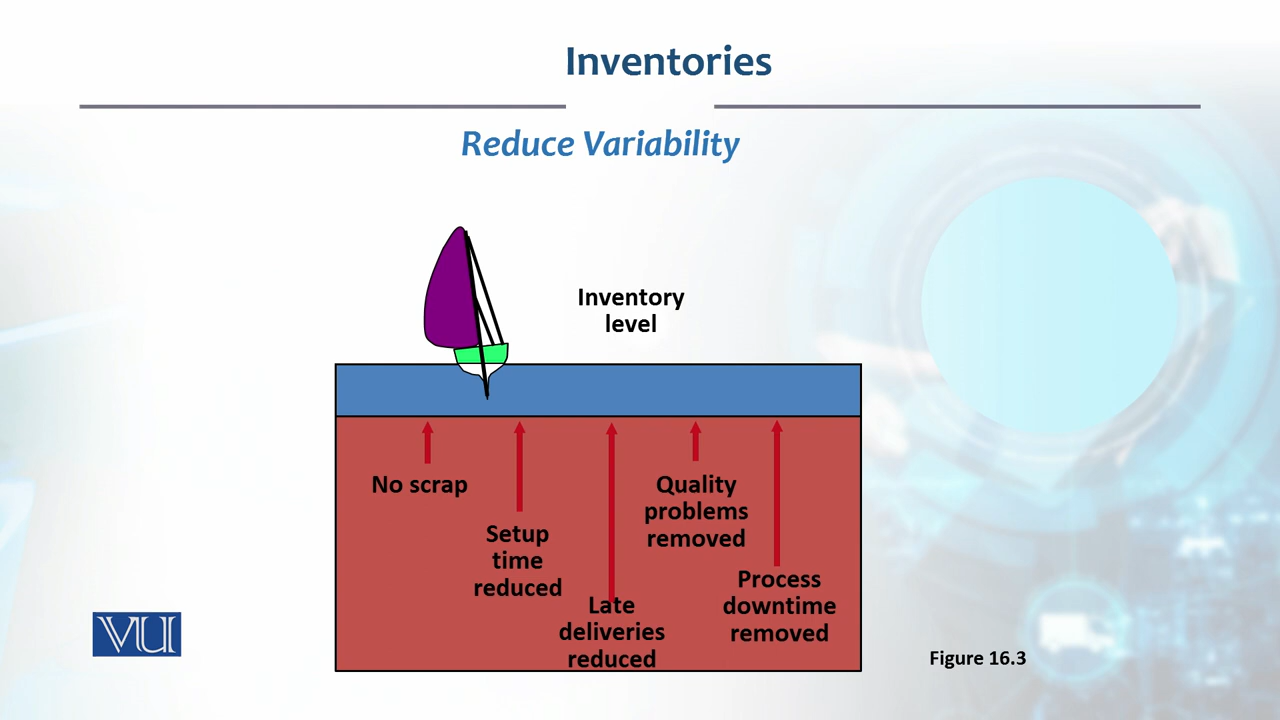 Inventories
Reduce Variability
Inventory
level
No scrap
Setup
time
reduced
Late
deliveries
reduced
Quality
problems
removed
Process
downtime
removed
VU
Figure 16.3